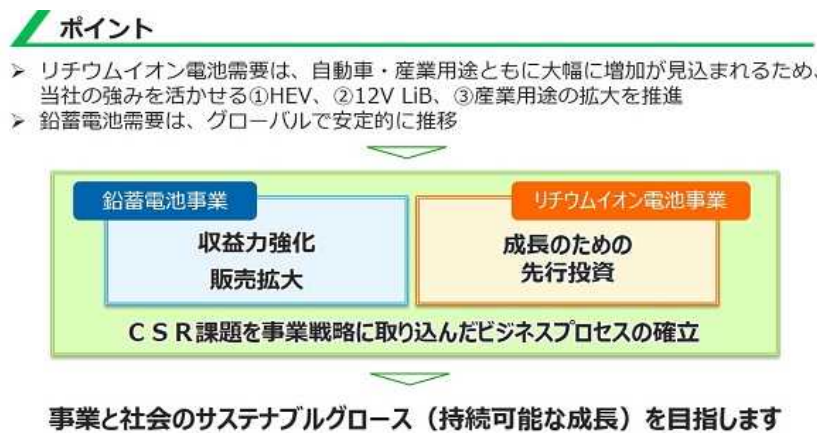 ポイント
➢ リチウムイオン電池需要は、自動車・産業用途ともに大幅に増加が見込まれるため、
当社の強みを活かせる①HEV、②12V LiB、③産業用途の拡大を推進
➢ 鉛蓄電池需要は、グローバルで安定的に推移
鉛蓄電池事業
リチウムイオン電池事業
収益力強化
販売拡大
成長のための
先行投資
ＣＳＲ課題を事業戦略に取り込んだビジネスプロセスの確立
事業と社会のサステナブルグロース（持続可能な成長）を目指します